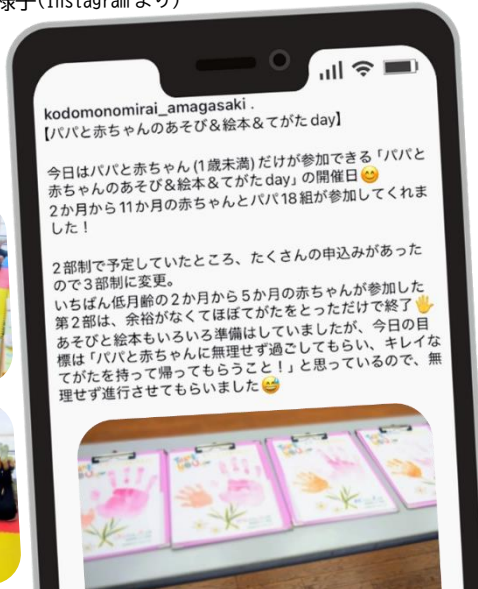 様子(Instagramより)
kodomonomirai_amagasaki .
【パパと赤ちゃんのあそび&絵本&てがたday】
今日はパパと赤ちゃん(1歳未満)だけが参加できる「パパと
赤ちゃんのあそび&絵本&てがたday」の開催日😊
2か月から11か月の赤ちゃんとパパ18組が参加してくれま
した!
2部制で予定していたところ、たくさんの申込みがあった
ので3部制に変更。
いちばん低月齢の2か月から5か月の赤ちゃんが参加した
第2部は、余裕がなくてほぼてがたをとっただけで終了🖐
あそびと絵本もいろいろ準備はしていましたが、今日の目
標は「パパと赤ちゃんに無理せず過ごしてもらい、キレイな
てがたを持って帰ってもらうこと!」と思っているので、無
理せず進行させてもらいました😅